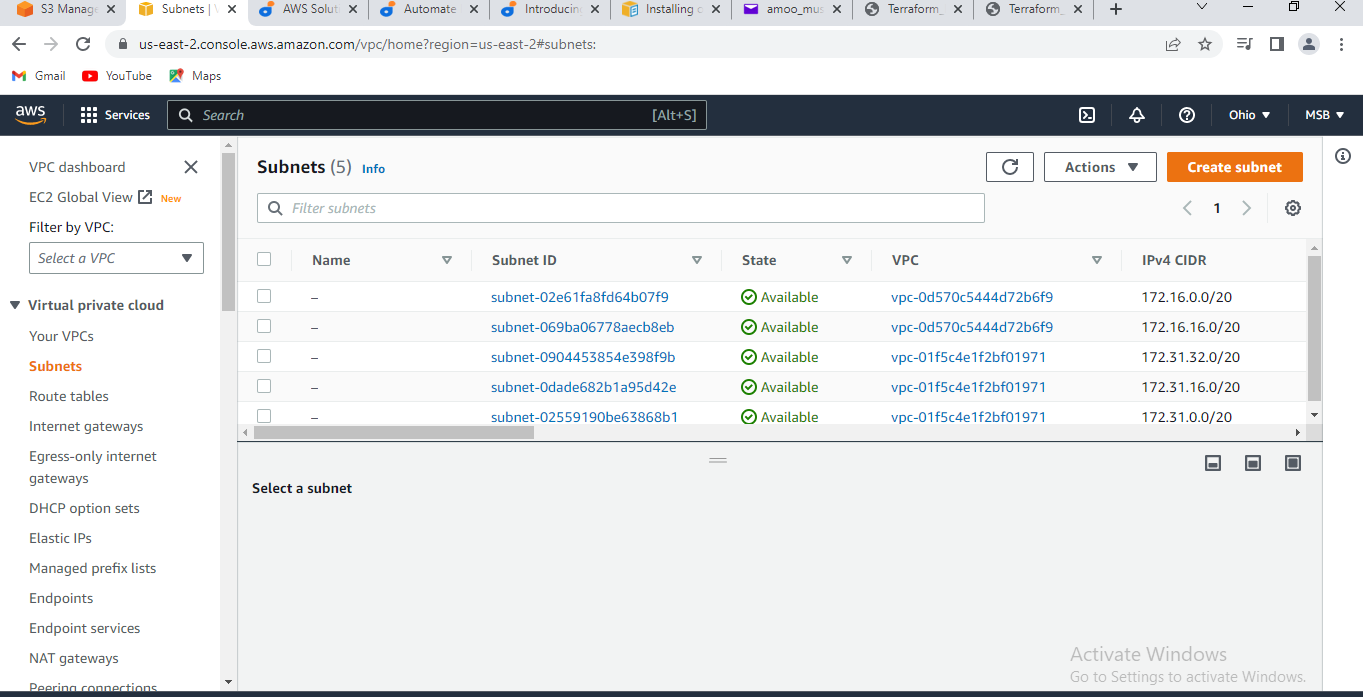 S3 Manag
Subnets | V
AWS Solut
Automate
Introducin
Installing o
amoo_mus
Terraform_
Terraform_
us-east-2.console.aws.amazon.com/vpc/home?region=us-east-2#subnets:
Gmail YouTube Maps
aws Services Search [Alt+S] Ohio MSB
VPC dashboard
EC2 Global View New
Filter by VPC:
Select a VPC
Virtual private cloud
Your VPCs
Subnets
Route tables
Internet gateways
Egress-only internet
gateways
DHCP option sets
Elastic IPs
Managed prefix lists
Endpoints
Endpoint services
NAT gateways
Peering connections
Subnets (5) Info
Actions
Create subnet
Filter subnets
1
Name Subnet ID State VPC IPv4 CIDR
– subnet-02e61fa8fd64b07f9 Available vpc-0d570c5444d72b6f9 172.16.0.0/20
– subnet-069ba06778aecb8eb Available vpc-0d570c5444d72b6f9 172.16.16.0/20
– subnet-0904453854e398f9b Available vpc-01f5c4e1f2bf01971 172.31.32.0/20
– subnet-0dade682b1a95d42e Available vpc-01f5c4e1f2bf01971 172.31.16.0/20
– subnet-02559190be63868b1 Available vpc-01f5c4e1f2bf01971 172.31.0.0/20
Select a subnet
Activate Windows
Go to Settings to activate Windows.